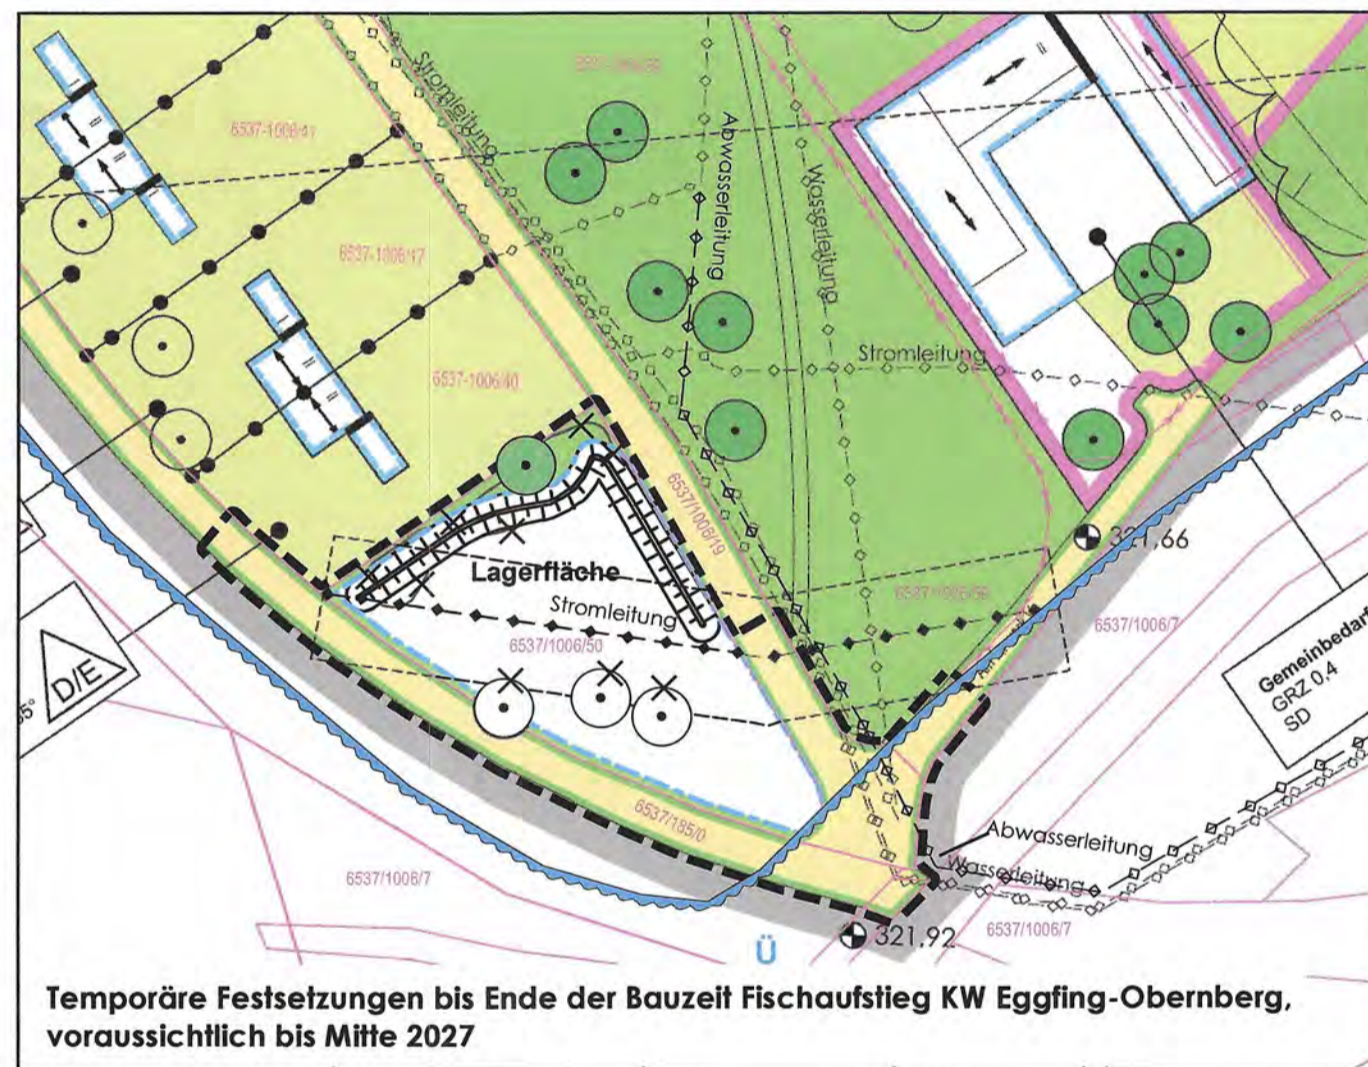 Stromleitung
Abwasserleitung
Wasserleitung
6537-1006/17
6537-1006/40
Stromleitung
6537/1006/19
321,66
Lagerfläche
Stromleitung
6537/1006/50
6537/1006/7
D/E
Gemeinbedar
GRZ 0,4
SD
6537/185/0
Abwasserleitung
Wasserleitung
6537/1006/7
6537/1006/7
321,92
Ü
Temporäre Festsetzungen bis Ende der Bauzeit Fischaufstieg KW Eggfing-Obernberg,
voraussichtlich bis Mitte 2027